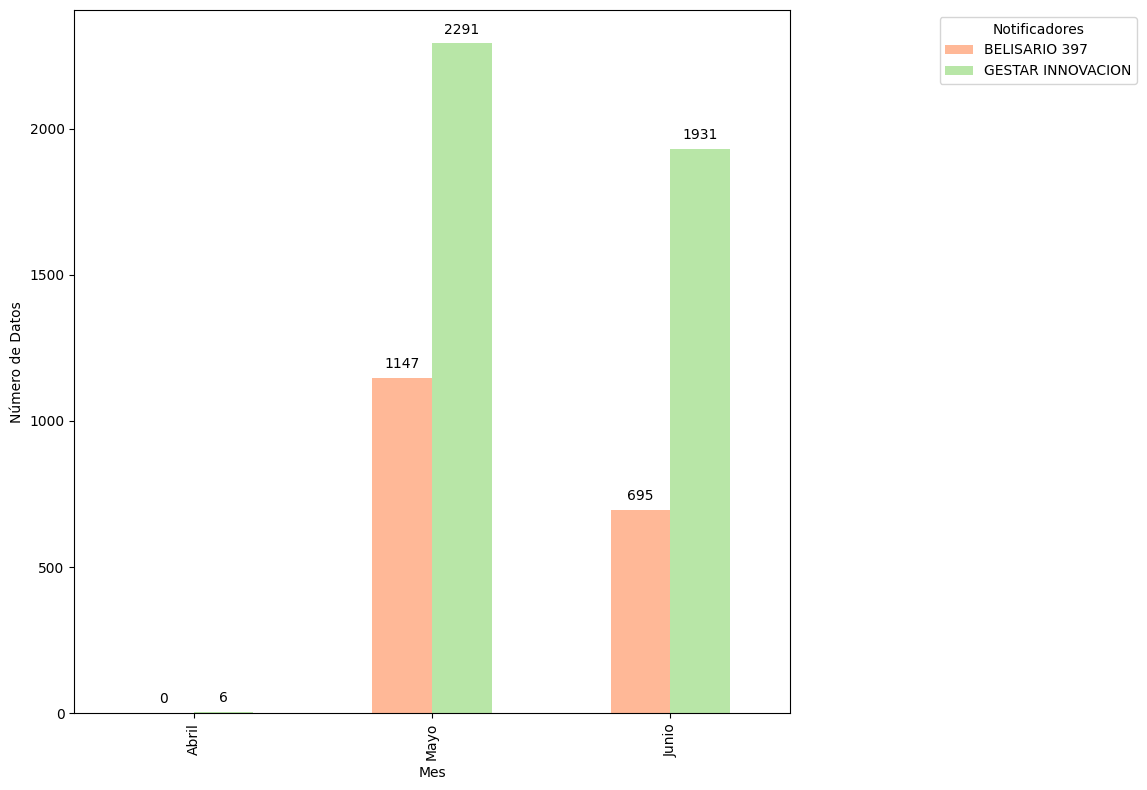 2291
Notificadores
BELISARIO 397
GESTAR INNOVACION
2000
1931
1500
1147
Número de Datos
1000
695
500
0
6
0
Abril
Mayo
Junio
Mes